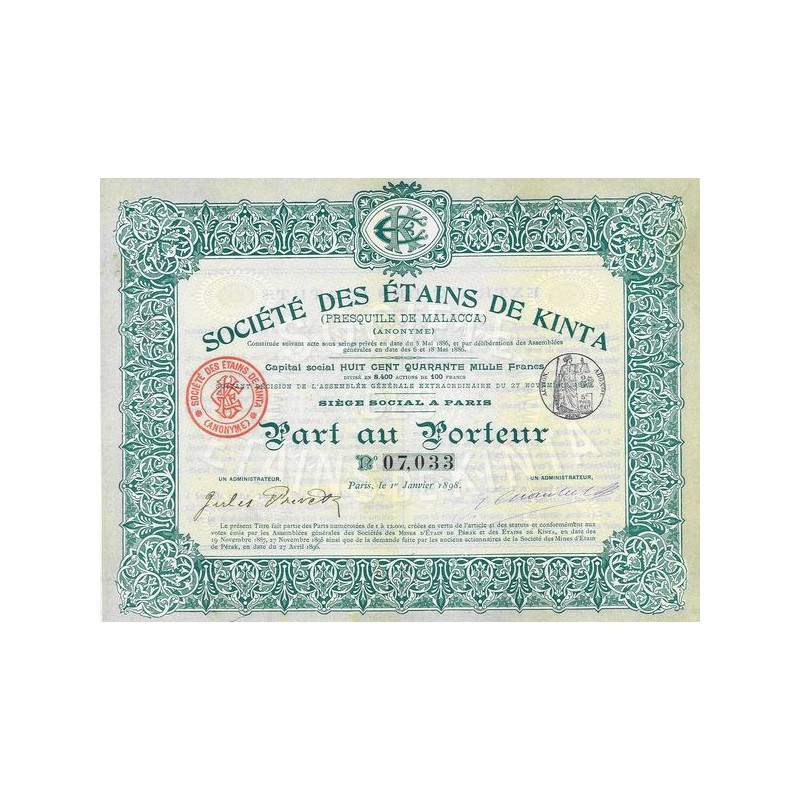 SOCIÉTÉ DES ÉTAINS DE KINTA
(PRESQU'ILE DE MALACCA)
(ANONYME)
Constituée suivant acte sous seings privés en date du 5 Mai 1886, et par délibérations des Assemblées
générales en date des 6 et 18 Mai 1886.
Capital social HUIT CENT QUARANTE MILLE Francs
DIVISÉ EN 8.400 ACTIONS DE 100 FRANCS
SUIVANT DÉCISION DE L'ASSEMBLÉE GÉNÉRALE EXTRAORDINAIRE DU 27
SIÈGE SOCIAL A PARIS
SOCIÉTÉ DES ÉTAINS DE KINTA
(ANONYME)
Part au Porteur
No 07,033
Paris, le 1er Janvier 1898.
UN ADMINISTRATEUR,
UN ADMINISTRATEUR,
Jules
Le présent Titre fait partie des Parts numérotées de 1 à 12.000, créées en vertu de l'article 41 des statuts et conformément aux
votes émis par les Assemblées générales des Sociétés des MINES D'ÉTAIN DE PÉRAK et des ÉTAINS DE KINTA, en date des
19 Novembre 1887, 27 Novembre 1895 ainsi que de la demande faite par les anciens actionnaires de la Société des Mines d'Étain
de Pérak, en date du 27 Avril 1896.